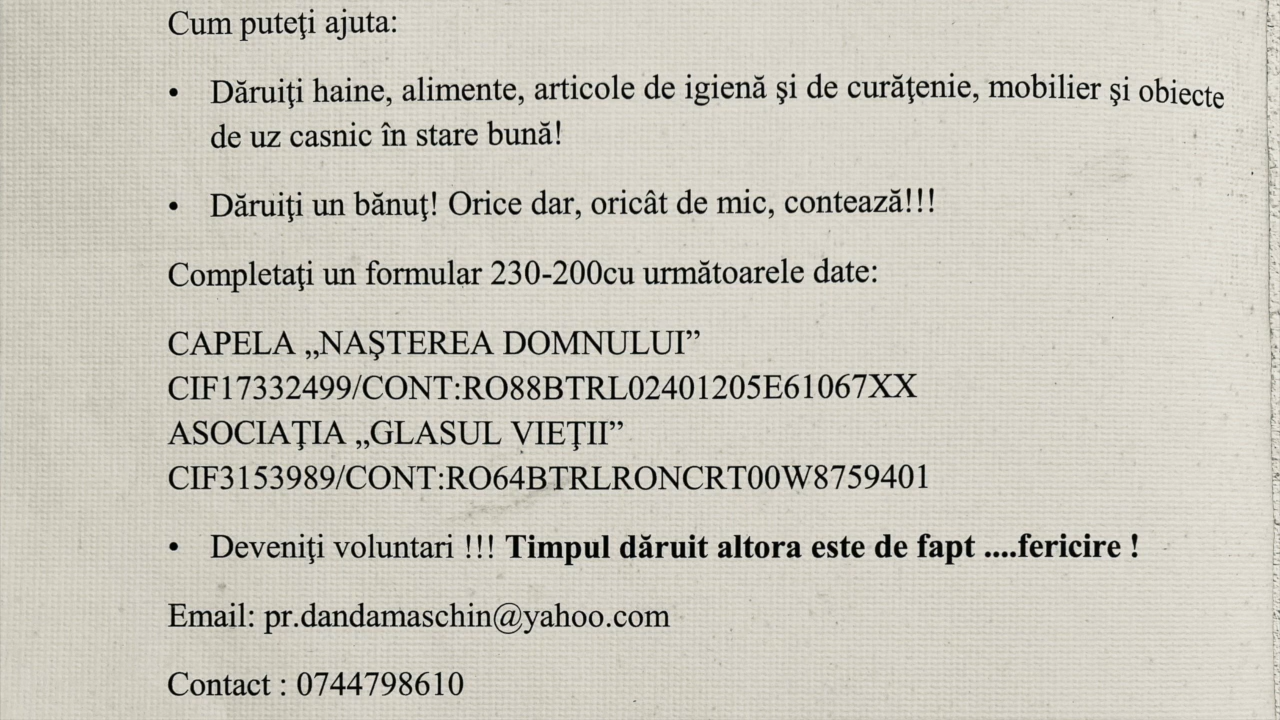 Cum puteţi ajuta:
• Dăruiţi haine, alimente, articole de igienă şi de curăţenie, mobilier şi obiecte
de uz casnic în stare bună!
• Dăruiţi un bănuţ! Orice dar, oricât de mic, contează!!!
Completaţi un formular 230-200cu următoarele date:
CAPELA „NAŞTEREA DOMNULUI”
CIF17332499/CONT:RO88BTRL02401205E61067XX
ASOCIAŢIA „GLASUL VIEŢII”
CIF3153989/CONT:RO64BTRLRONCRT00W8759401
• Deveniţi voluntari !!! Timpul dăruit altora este de fapt ....fericire !
Email: pr.dandamaschin@yahoo.com
Contact : 0744798610